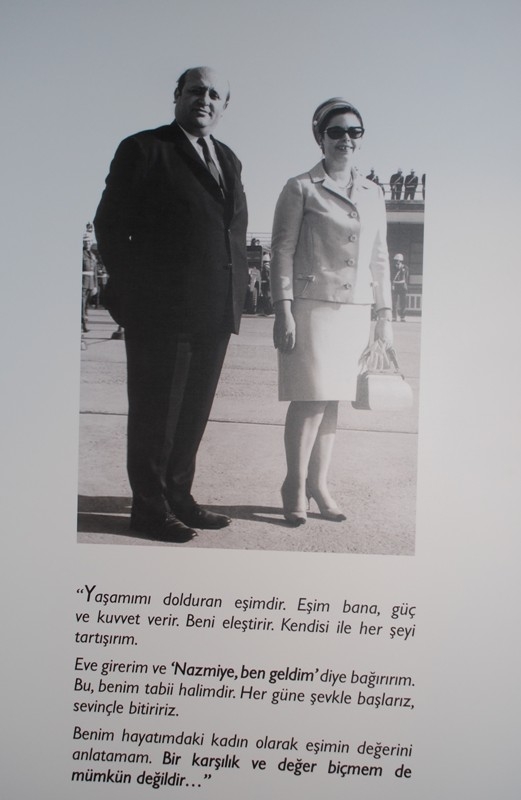 “Yaşamımı dolduran eşimdir. Eşim bana, güç
ve kuvvet verir. Beni eleştirir. Kendisi ile her şeyi
tartışırım.
Eve girerim ve ‘Nazmiye, ben geldim’ diye bağırırım.
Bu, benim tabii halimdir. Her güne şevkle başlarız,
sevinçle bitiririz.
Benim hayatımdaki kadın olarak eşimin değerini
anlatamam. Bir karşılık ve değer biçmem de
mümkün değildir…”